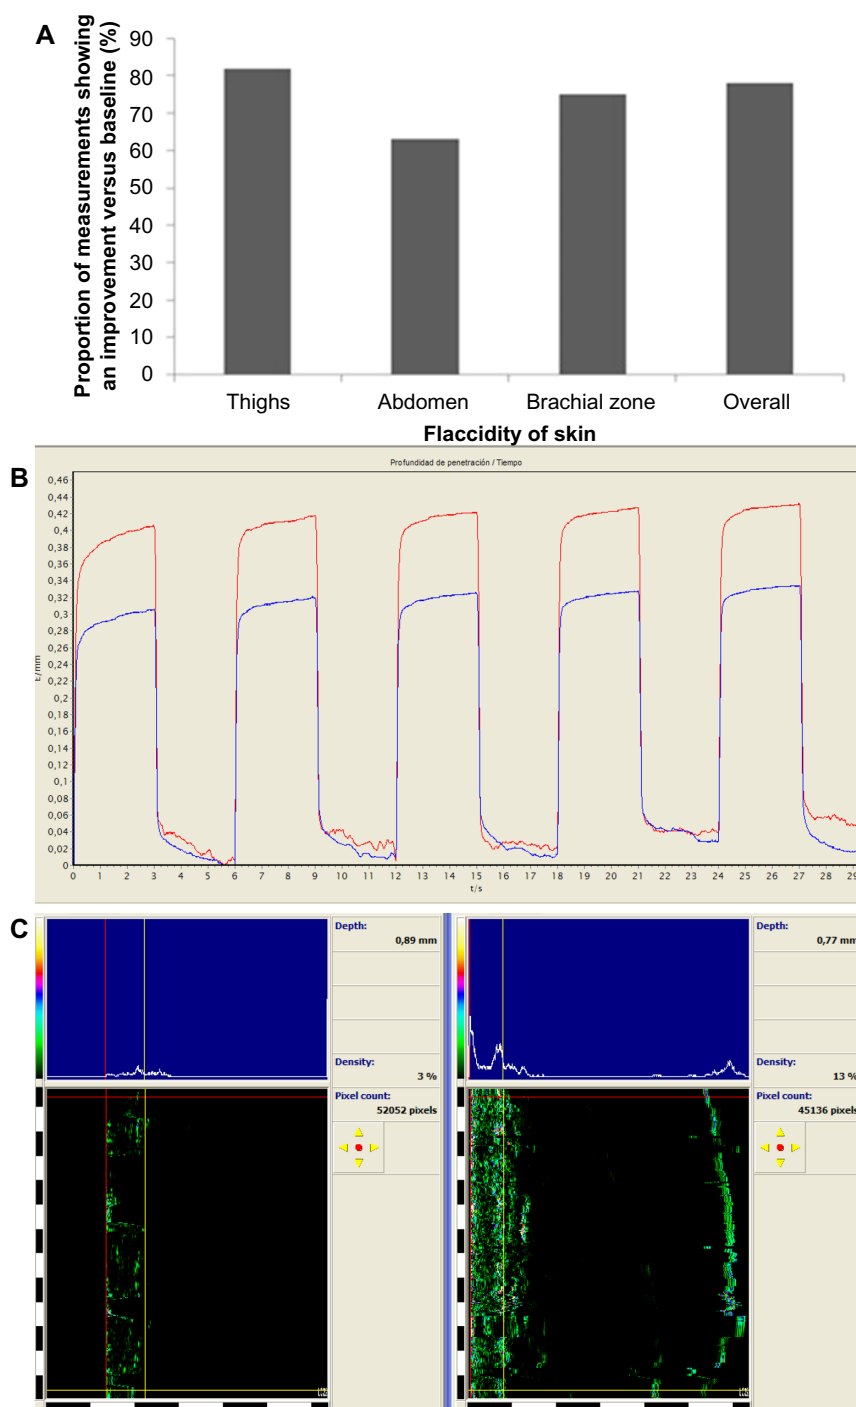 A
Proportion of measurements showing
an improvement versus baseline (%)
90
80
70
60
50
40
30
20
10
0
Thighs Abdomen Brachial zone Overall
Flaccidity of skin
B
Profundidad de penetración / Tiempo
E/mm
0,46
0,44
0,42
0,4
0,38
0,36
0,34
0,32
0,3
0,28
0,26
0,24
0,22
0,2
0,18
0,16
0,14
0,12
0,1
0,08
0,06
0,04
0,02
0
0 1 2 3 4 5 6 7 8 9 10 11 12 13 14 15 16 17 18 19 20 21 22 23 24 25 26 27 28 29
t/s
C
Depth:
0,89 mm
Density:
3 %
Pixel count:
52052 pixels
Depth:
0,77 mm
Density:
13 %
Pixel count:
45136 pixels